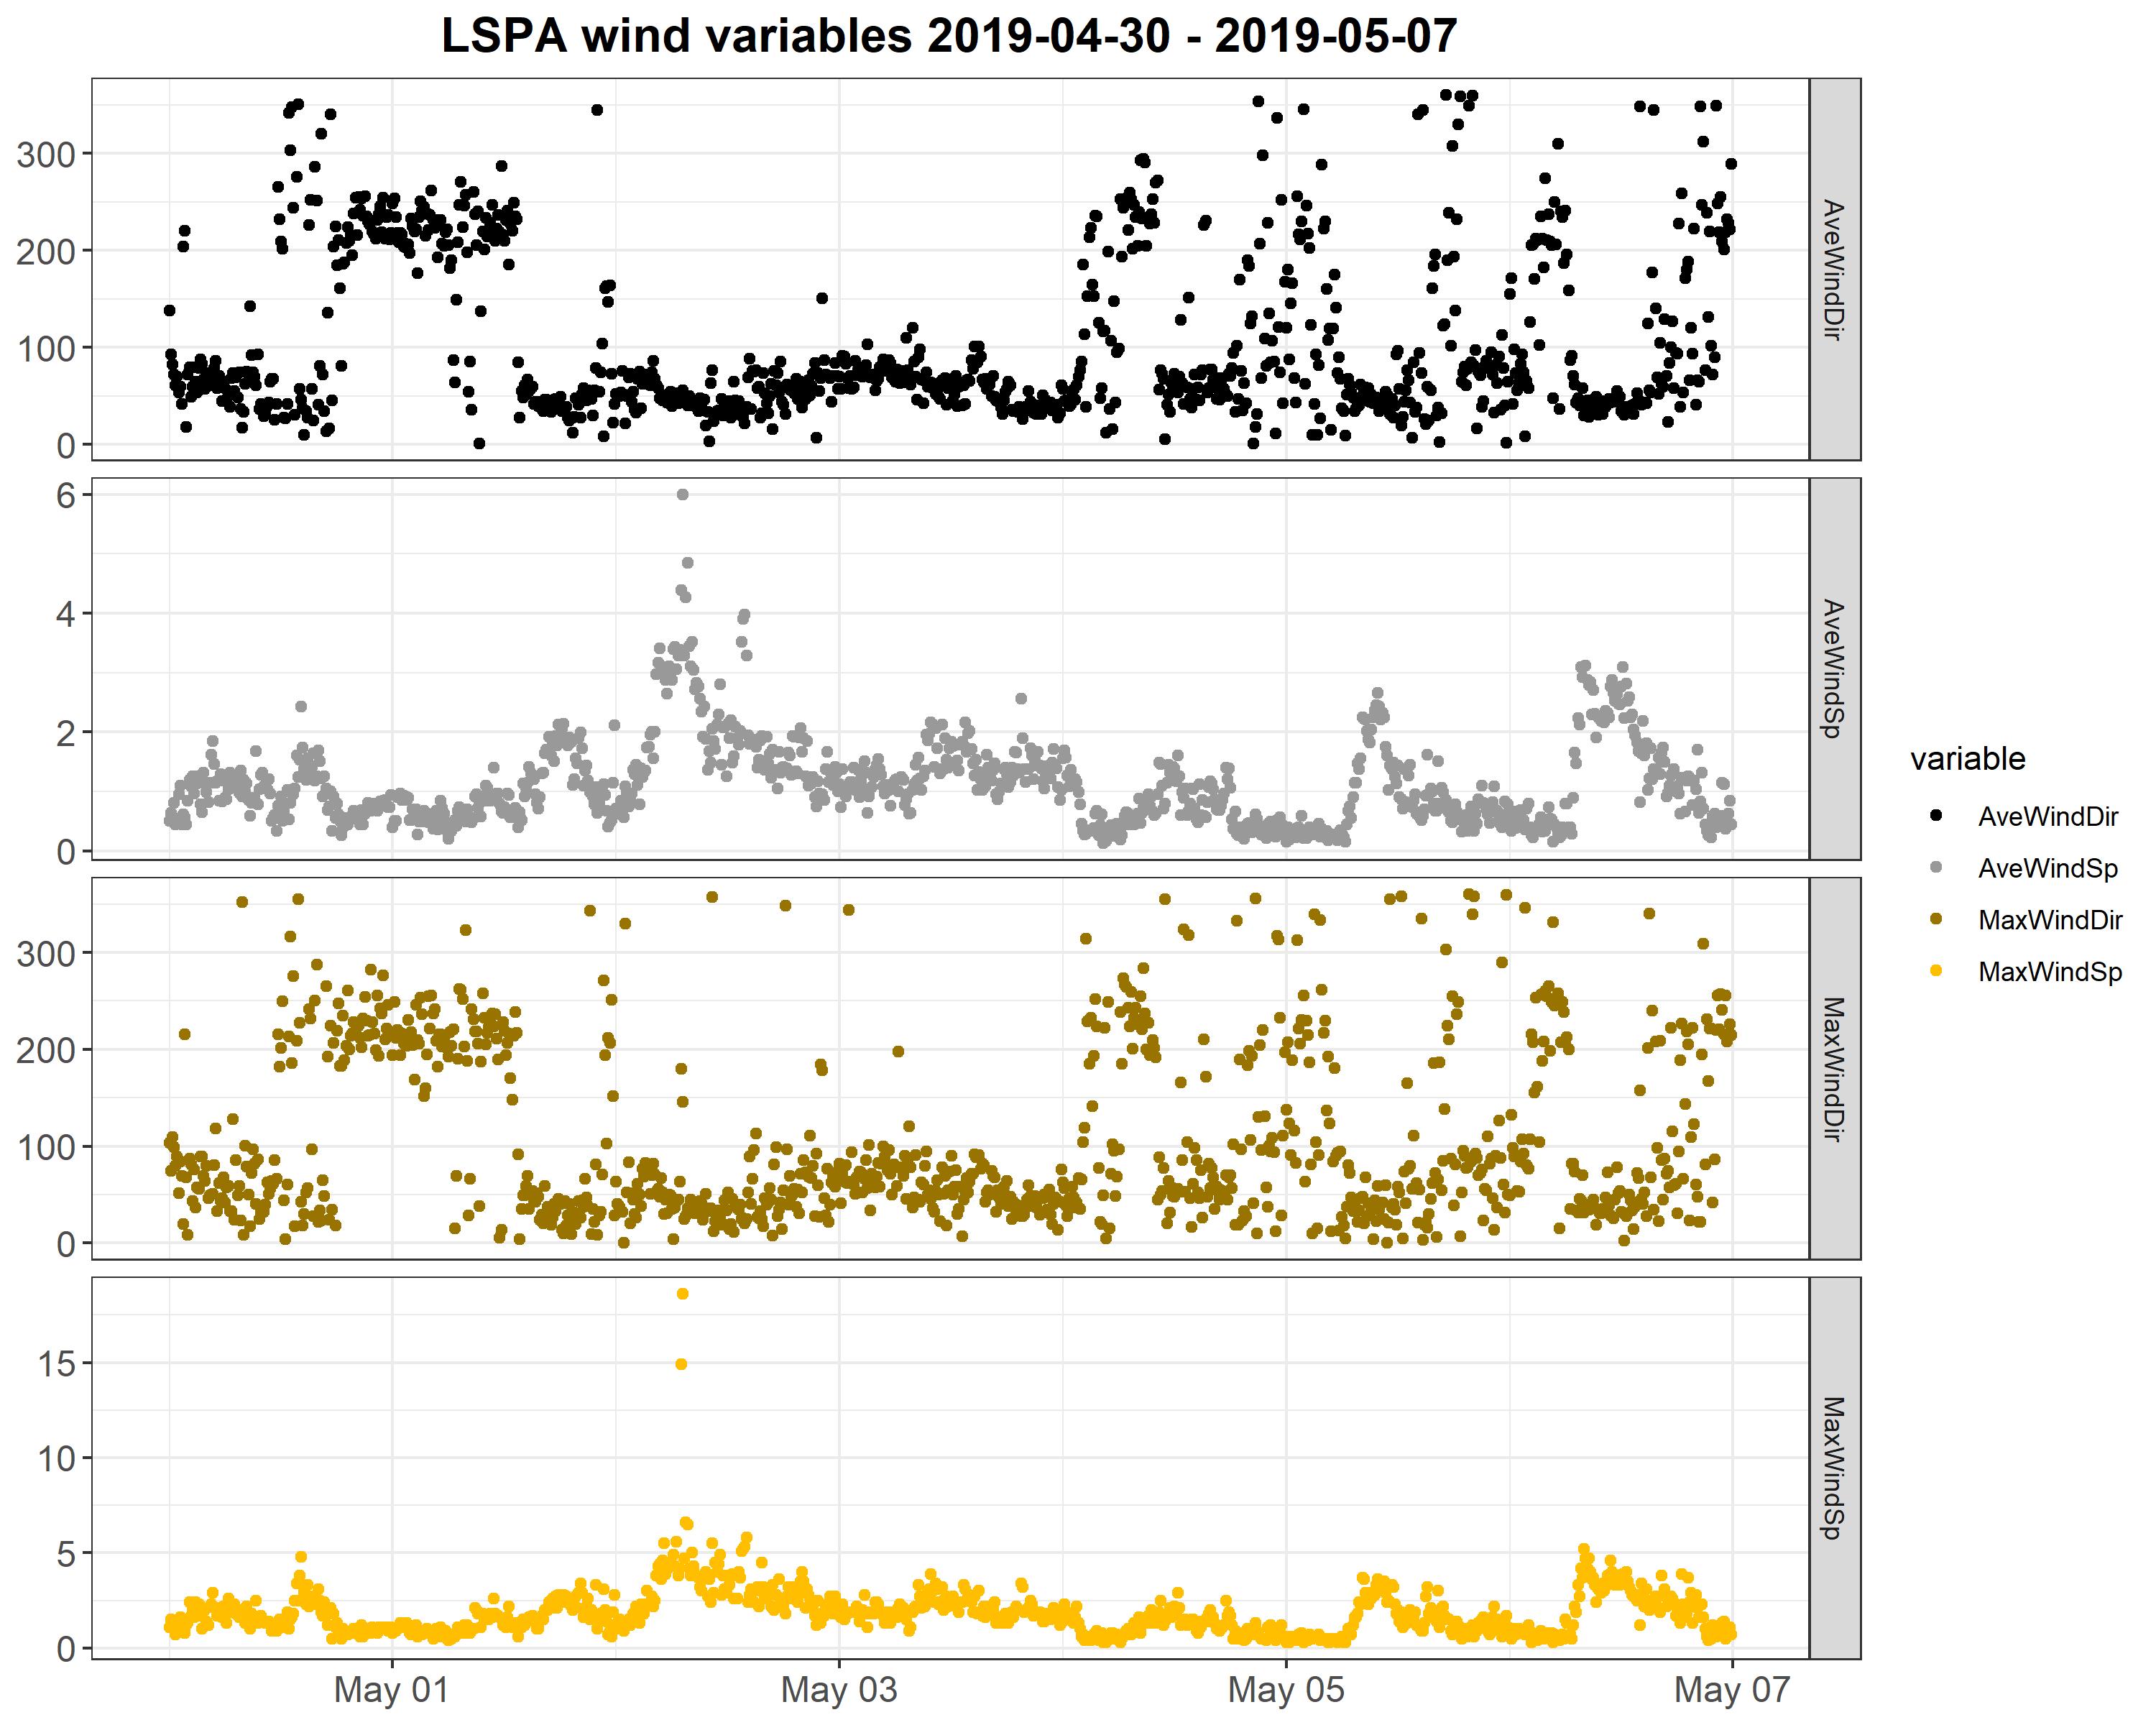 LSPA wind variables 2019-04-30 - 2019-05-07
300
200
100
0
AveWindDir
6
4
2
0
AveWindSp
300
200
100
0
MaxWindDir
15
10
5
0
MaxWindSp
May 01 May 03 May 05 May 07
variable
AveWindDir
AveWindSp
MaxWindDir
MaxWindSp